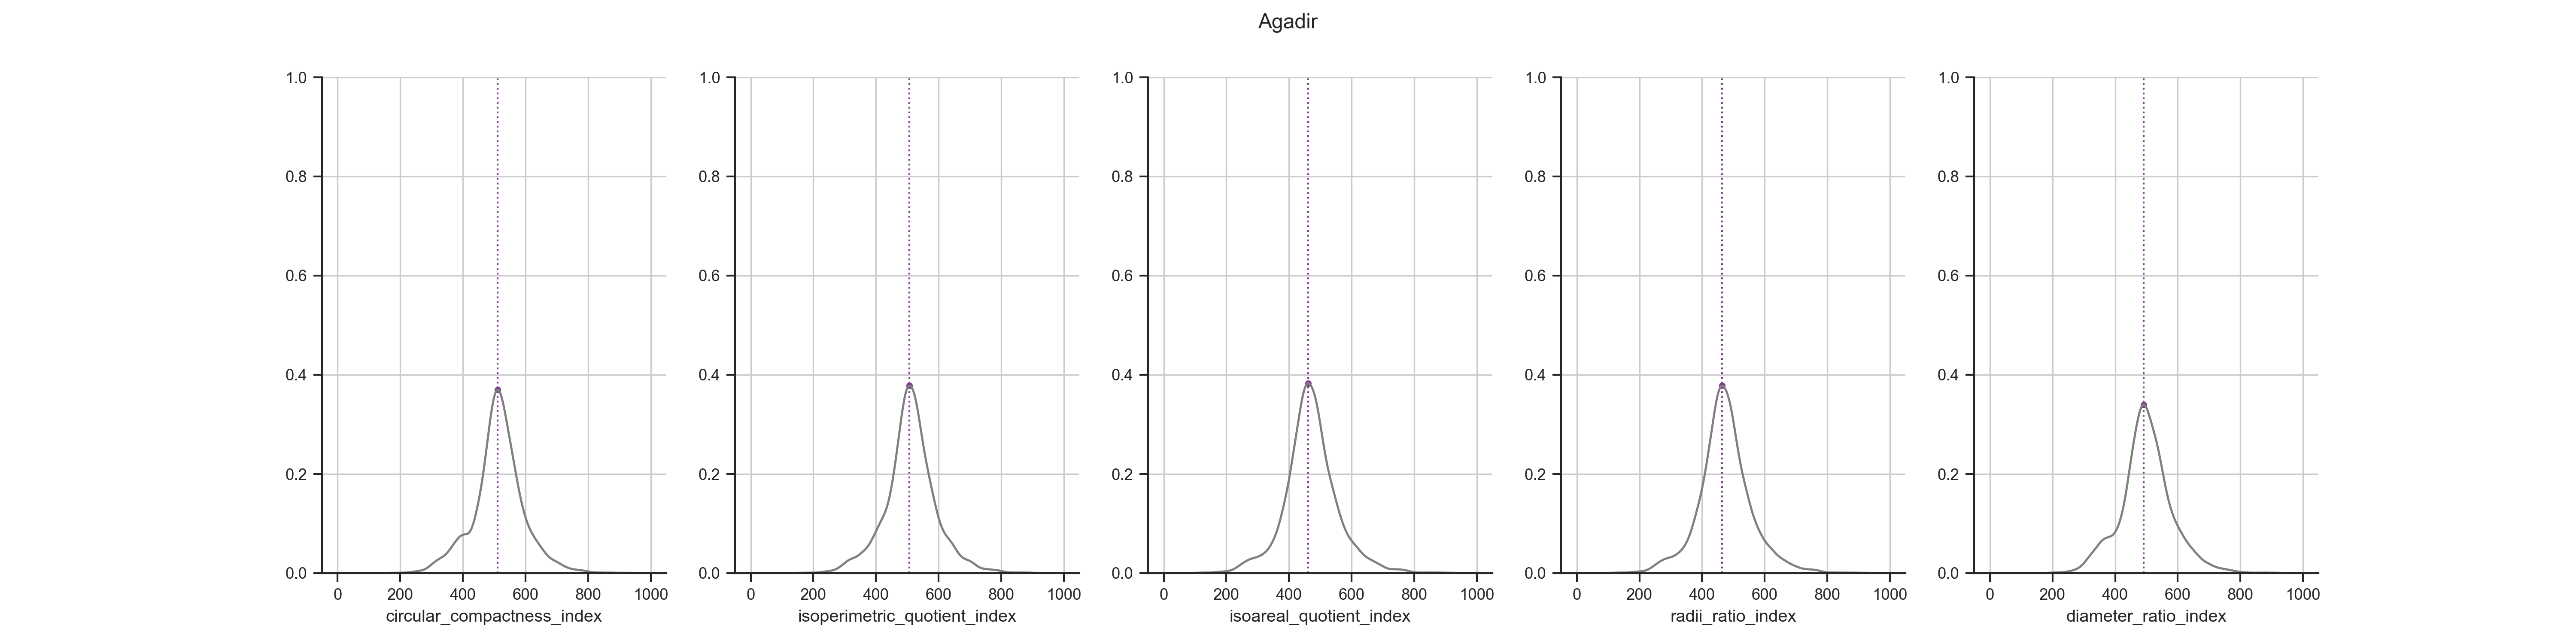 Agadir
1.0 1.0 1.0 1.0 1.0
0.8 0.8 0.8 0.8 0.8
0.6 0.6 0.6 0.6 0.6
0.4 0.4 0.4 0.4 0.4
0.2 0.2 0.2 0.2 0.2
0.0 0.0 0.0 0.0 0.0
0 200 400 600 800 1000 0 200 400 600 800 1000 0 200 400 600 800 1000 0 200 400 600 800 1000 0 200 400 600 800 1000
circular_compactness_index isoperimetric_quotient_index isoareal_quotient_index radii_ratio_index diameter_ratio_index